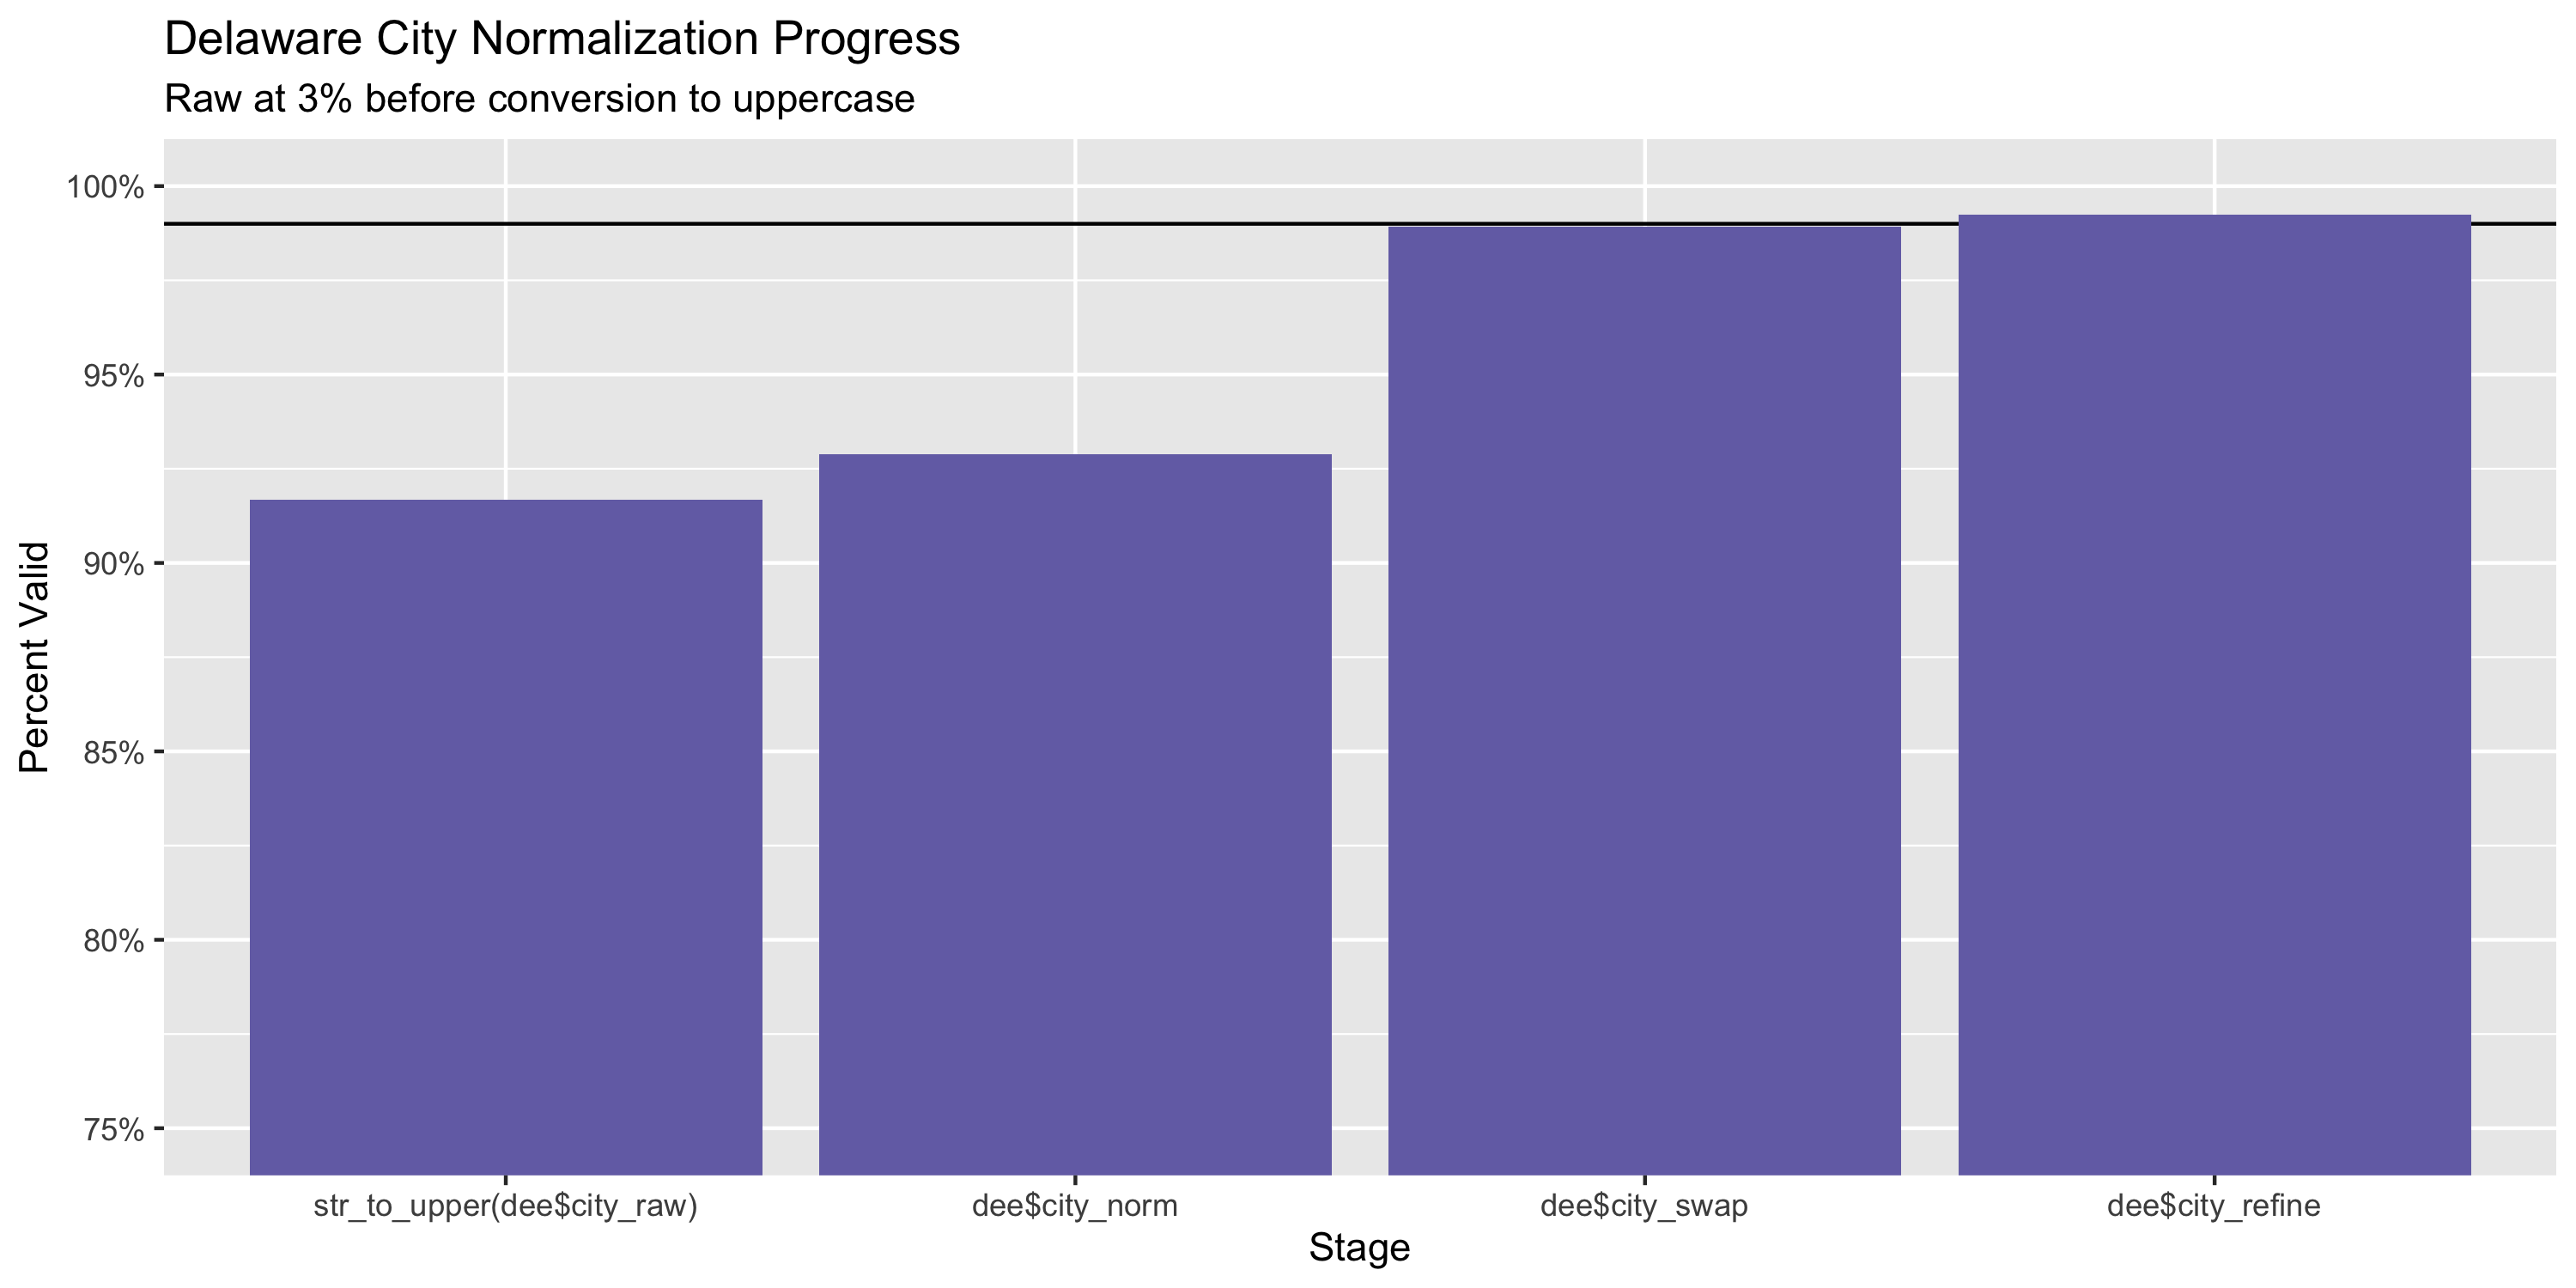 Delaware City Normalization Progress
Raw at 3% before conversion to uppercase
100%
95%
90%
85%
80%
75%
Percent Valid
str_to_upper(dee$city_raw)
dee$city_norm
dee$city_swap
dee$city_refine
Stage